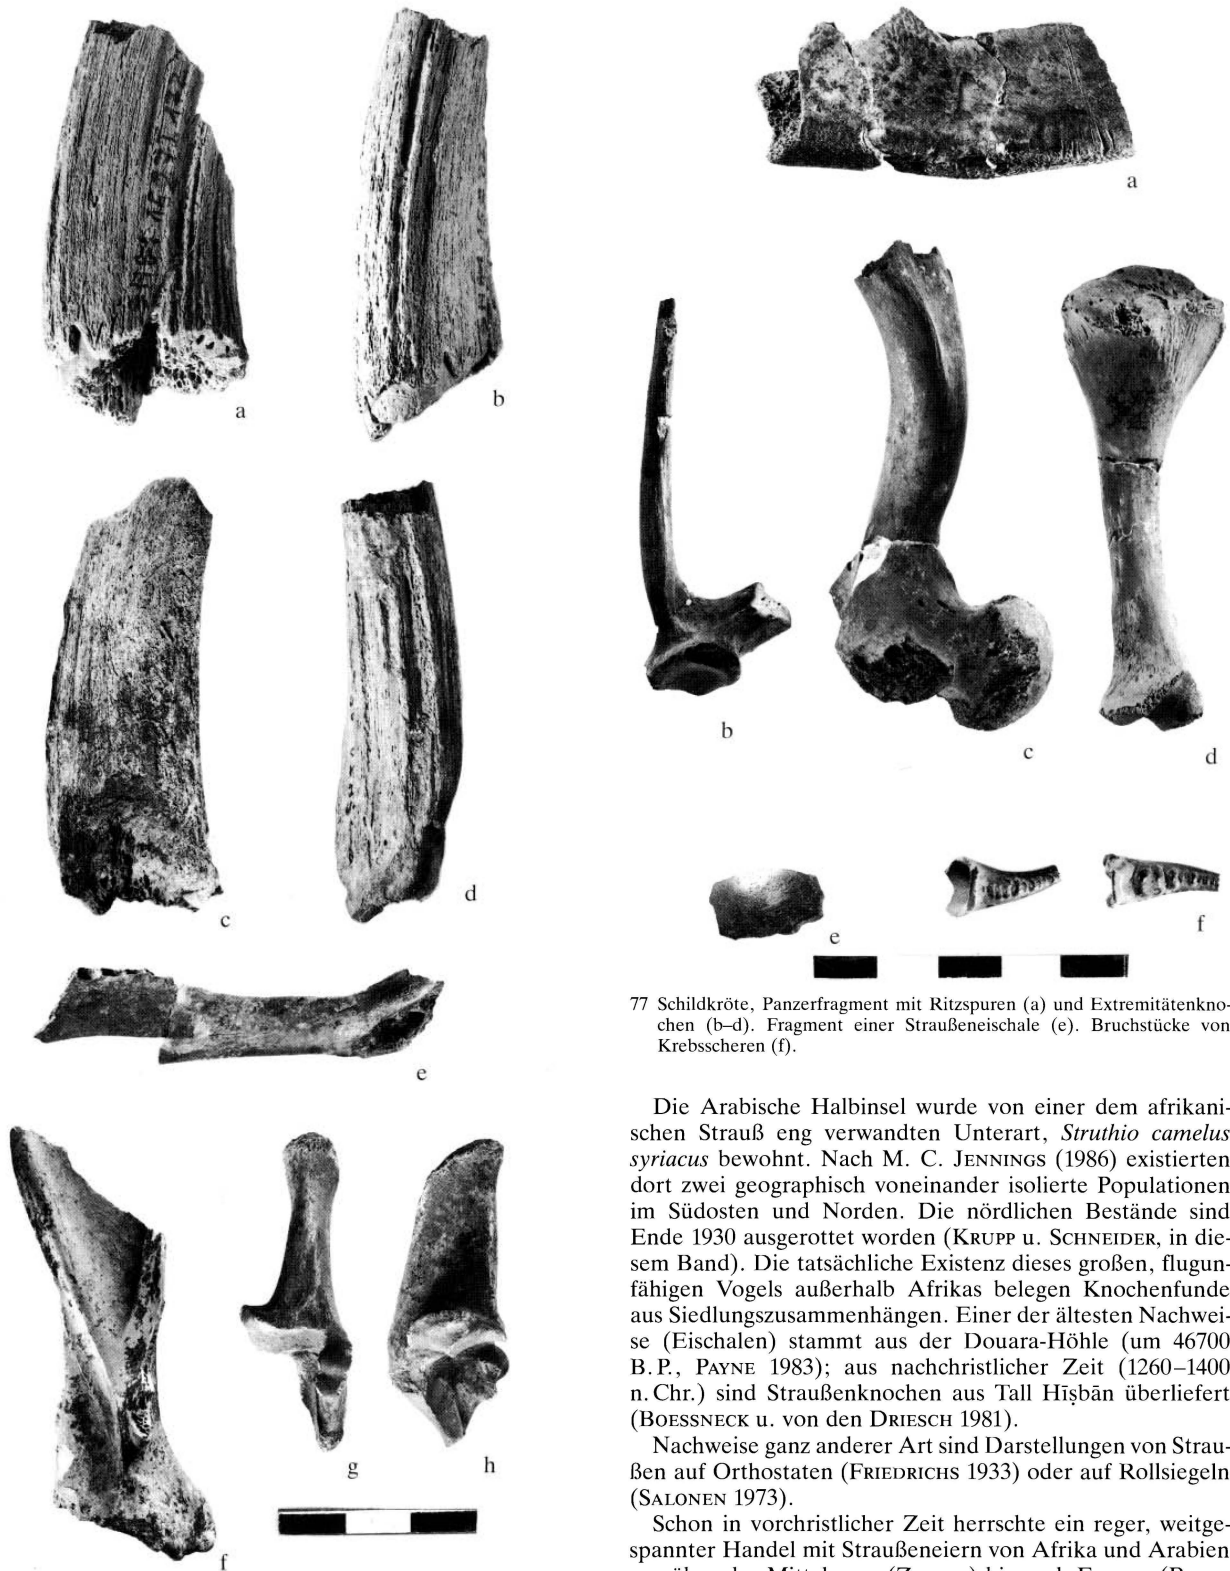 a
b
c
d
e
f
g
h
a
b
c
d
e
f
77 Schildkröte, Panzerfragment mit Ritzspuren (a) und Extremitätenkno-
chen (b–d). Fragment einer Straußeneischale (e). Bruchstücke von
Krebsscheren (f).
Die Arabische Halbinsel wurde von einer dem afrikani-
schen Strauß eng verwandten Unterart, Struthio camelus
syriacus bewohnt. Nach M. C. JENNINGS (1986) existierten
dort zwei geographisch voneinander isolierte Populationen
im Südosten und Norden. Die nördlichen Bestände sind
Ende 1930 ausgerottet worden (KRUPP u. SCHNEIDER, in die-
sem Band). Die tatsächliche Existenz dieses großen, flugun-
fähigen Vogels außerhalb Afrikas belegen Knochenfunde
aus Siedlungszusammenhängen. Einer der ältesten Nachwei-
se (Eischalen) stammt aus der Douara-Höhle (um 46700
B.P., PAYNE 1983); aus nachchristlicher Zeit (1260–1400
n. Chr.) sind Straußenknochen aus Tall Hīṣbān überliefert
(BOESSNECK u. von den DRIESCH 1981).
Nachweise ganz anderer Art sind Darstellungen von Strau-
ßen auf Orthostaten (FRIEDRICHS 1933) oder auf Rollsiegeln
(SALONEN 1973).
Schon in vorchristlicher Zeit herrschte ein reger, weitge-
spannter Handel mit Straußeneiern von Afrika und Arabien